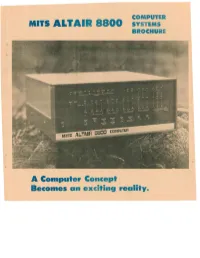 MITS ALTAIR 8800
COMPUTER
SYSTEMS
BROCHURE
MITS ALTAIR 8800 COMPUTER
A Computer Concept
Becomes an exciting reality.